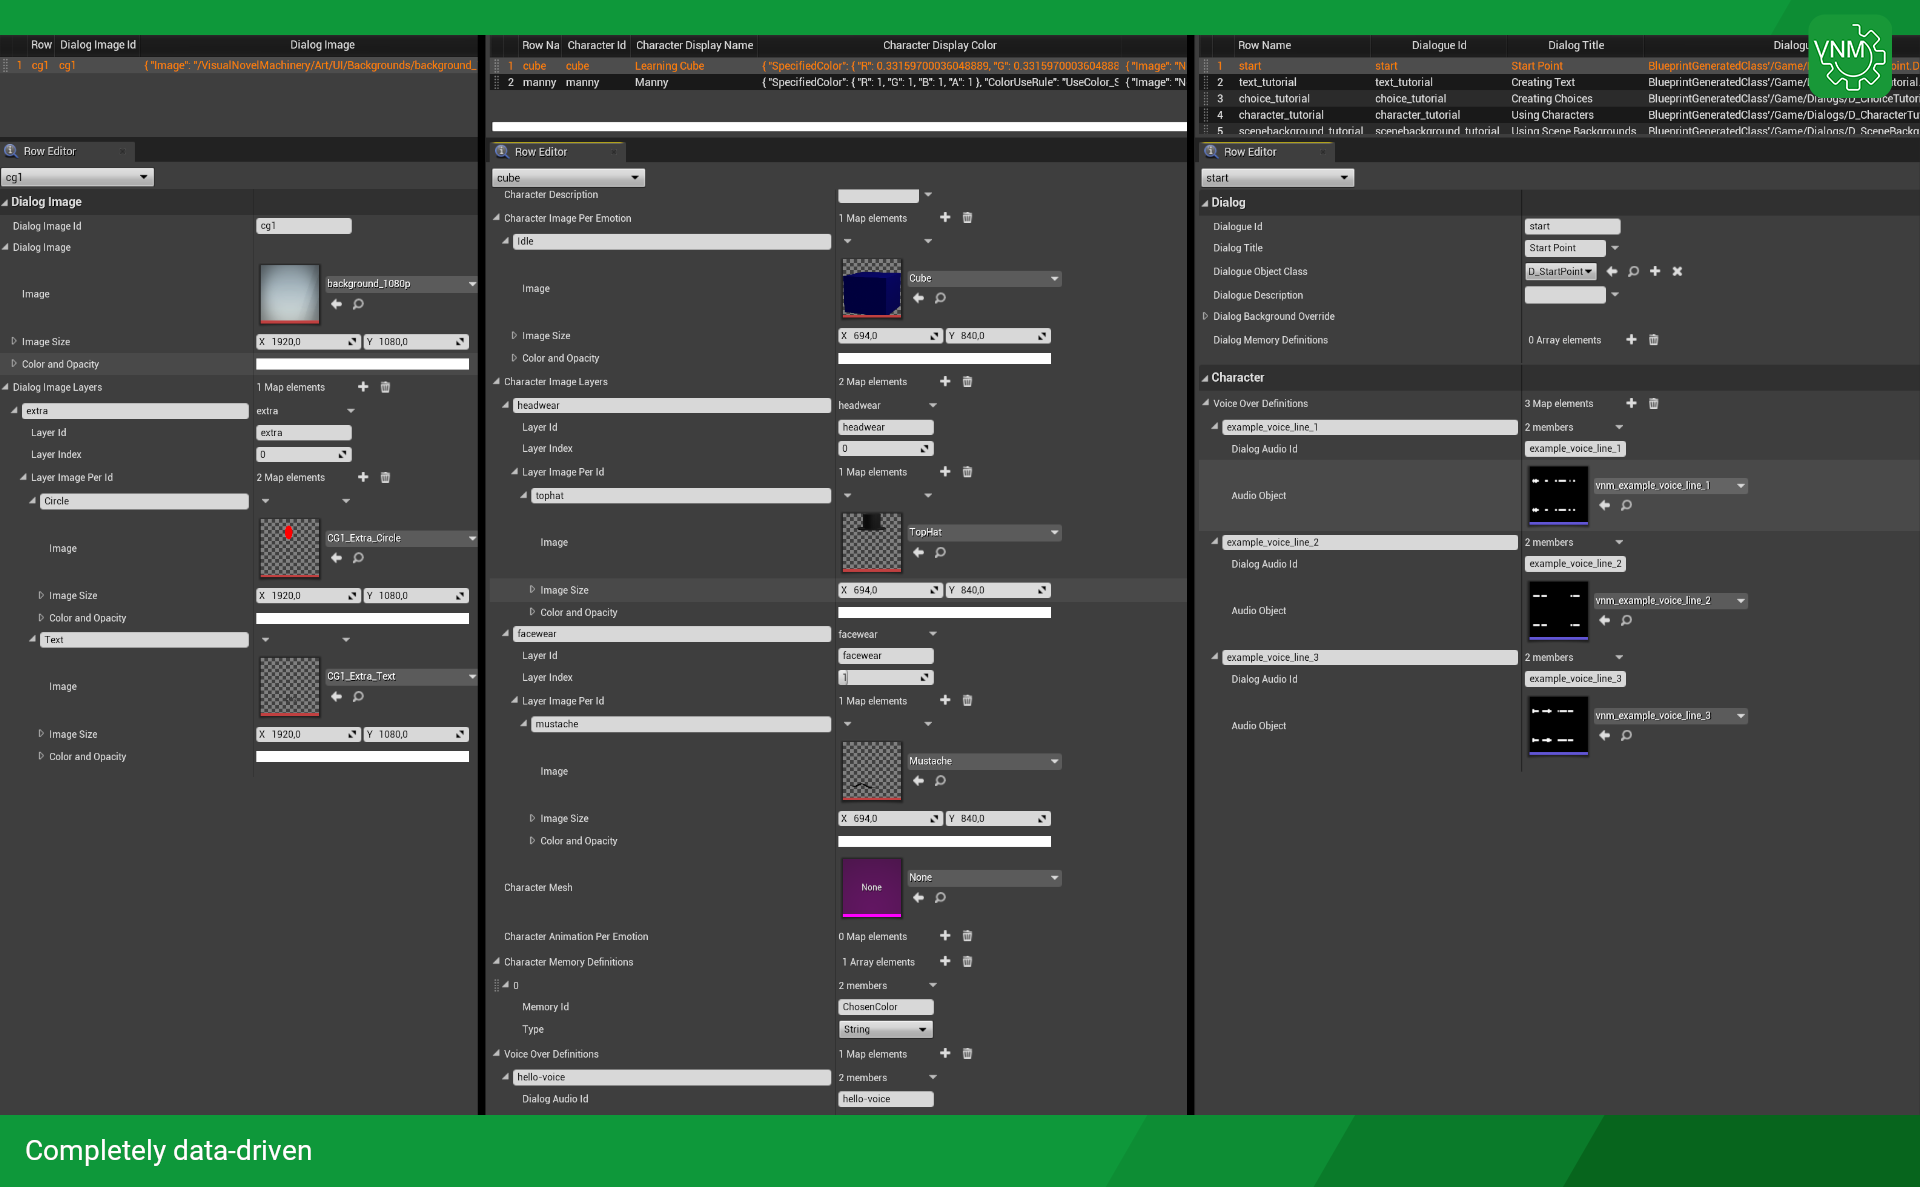 Row Dialog Image Id Dialog Image
1 cg1 cg1 { "Image": "/VisualNovelMachinery/Art/UI/Backgrounds/background_
Row Editor
cg1
Dialog Image
Dialog Image Id cg1
Dialog Image
Image background_1080p
Image Size X 1920,0 Y 1080,0
Color and Opacity
Dialog Image Layers 1 Map elements
extra extra
Layer Id extra
Layer Index 0
Layer Image Per Id 2 Map elements
Circle
Image CG1_Extra_Circle
Image Size X 1920,0 Y 1080,0
Color and Opacity
Text
Image CG1_Extra_Text
Image Size X 1920,0 Y 1080,0
Color and Opacity
Row Na Character Id Character Display Name Character Display Color
1 cube cube Learning Cube { "SpecifiedColor": { "R": 0.33159700036048889, "G": 0.3315970003604888 { "Image": "N
2 manny manny Manny { "SpecifiedColor": { "R": 1, "G": 1, "B": 1, "A": 1 }, "ColorUseRule": "UseColor_S { "Image": "N
Row Editor
cube
Character Description
Character Image Per Emotion 1 Map elements
Idle
Image Cube
Image Size X 694,0 Y 840,0
Color and Opacity
Character Image Layers 2 Map elements
headwear headwear
Layer Id headwear
Layer Index 0
Layer Image Per Id 1 Map elements
tophat
Image TopHat
Image Size X 694,0 Y 840,0
Color and Opacity
facewear facewear
Layer Id facewear
Layer Index 1
Layer Image Per Id 1 Map elements
mustache
Image Mustache
Image Size X 694,0 Y 840,0
Color and Opacity
Character Mesh None None
Character Animation Per Emotion 0 Map elements
Character Memory Definitions 1 Array elements
0 2 members
Memory Id ChosenColor
Type String
Voice Over Definitions 1 Map elements
hello-voice 2 members
Dialog Audio Id hello-voice
Row Name Dialogue Id Dialog Title Dialogu
1 start start Start Point BlueprintGeneratedClass'/Game/ point.D
2 text_tutorial text_tutorial Creating Text BlueprintGeneratedClass'/Game/ utorial.
3 choice_tutorial choice_tutorial Creating Choices BlueprintGeneratedClass'/Game/Dialogs/D_ChoiceTutor
4 character_tutorial character_tutorial Using Characters BlueprintGeneratedClass'/Game/Dialogs/D_CharacterTu
5 scenebackground_tutorial scenebackground_tutorial Using Scene Backgrounds BlueprintGeneratedClass'/Game/Dialogs/D_SceneBackg
VNM
Row Editor
start
Dialog
Dialogue Id start
Dialog Title Start Point
Dialogue Object Class D_StartPoint
Dialogue Description
Dialog Background Override
Dialog Memory Definitions 0 Array elements
Character
Voice Over Definitions 3 Map elements
example_voice_line_1 2 members
Dialog Audio Id example_voice_line_1
Audio Object vnm_example_voice_line_1
example_voice_line_2 2 members
Dialog Audio Id example_voice_line_2
Audio Object vnm_example_voice_line_2
example_voice_line_3 2 members
Dialog Audio Id example_voice_line_3
Audio Object vnm_example_voice_line_3
Completely data-driven